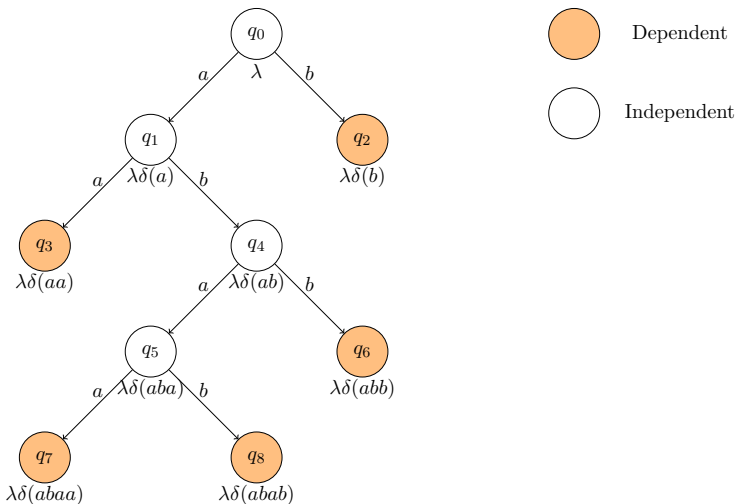 q₀ Dependent
λ
a b
Independent
q₁ q₂
λδ(a) λδ(b)
a b
q₃ q₄
λδ(aa) λδ(ab)
a b
q₅ q₆
λδ(aba) λδ(abb)
a b
q₇ q₈
λδ(abaa) λδ(abab)